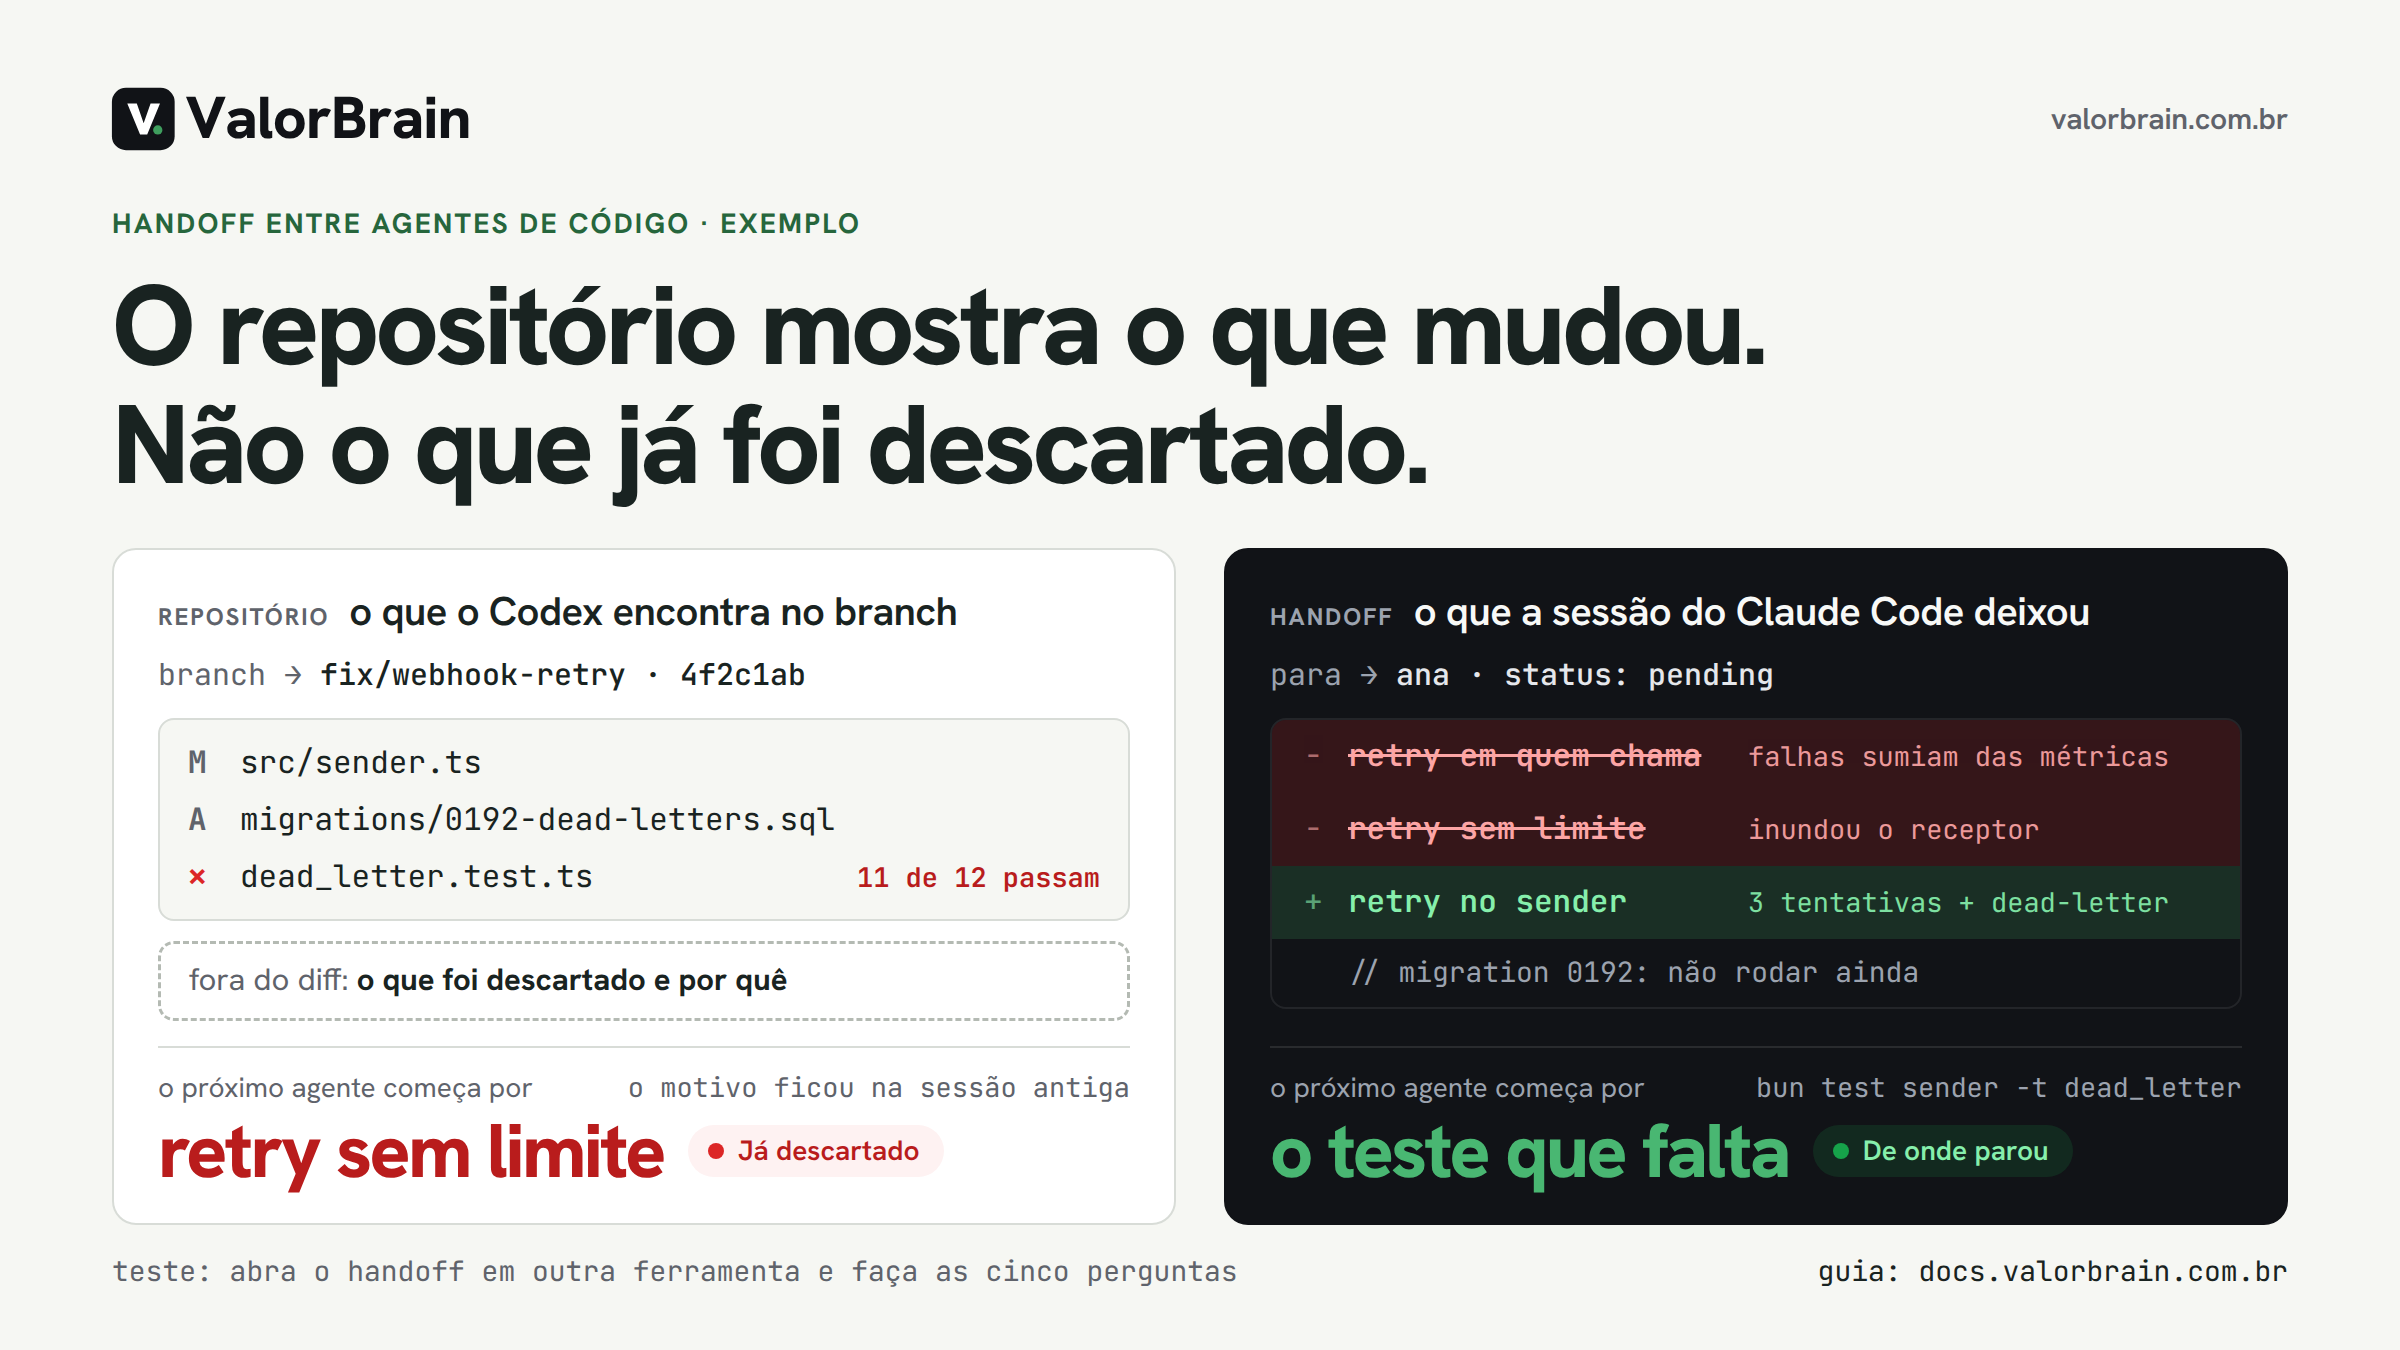 V. ValorBrain
valorbrain.com.br
HANDOFF ENTRE AGENTES DE CÓDIGO · EXEMPLO
O repositório mostra o que mudou.
Não o que já foi descartado.
REPOSITÓRIO o que o Codex encontra no branch
branch → fix/webhook-retry · 4f2c1ab
M src/sender.ts
A migrations/0192-dead-letters.sql
× dead_letter.test.ts 11 de 12 passam
fora do diff: o que foi descartado e por quê
o próximo agente começa por o motivo ficou na sessão antiga
retry sem limite Já descartado
HANDOFF o que a sessão do Claude Code deixou
para → ana · status: pending
- retry em quem chama falhas sumiam das métricas
- retry sem limite inundou o receptor
+ retry no sender 3 tentativas + dead-letter
// migration 0192: não rodar ainda
o próximo agente começa por bun test sender -t dead_letter
o teste que falta De onde parou
teste: abra o handoff em outra ferramenta e faça as cinco perguntas
guia: docs.valorbrain.com.br